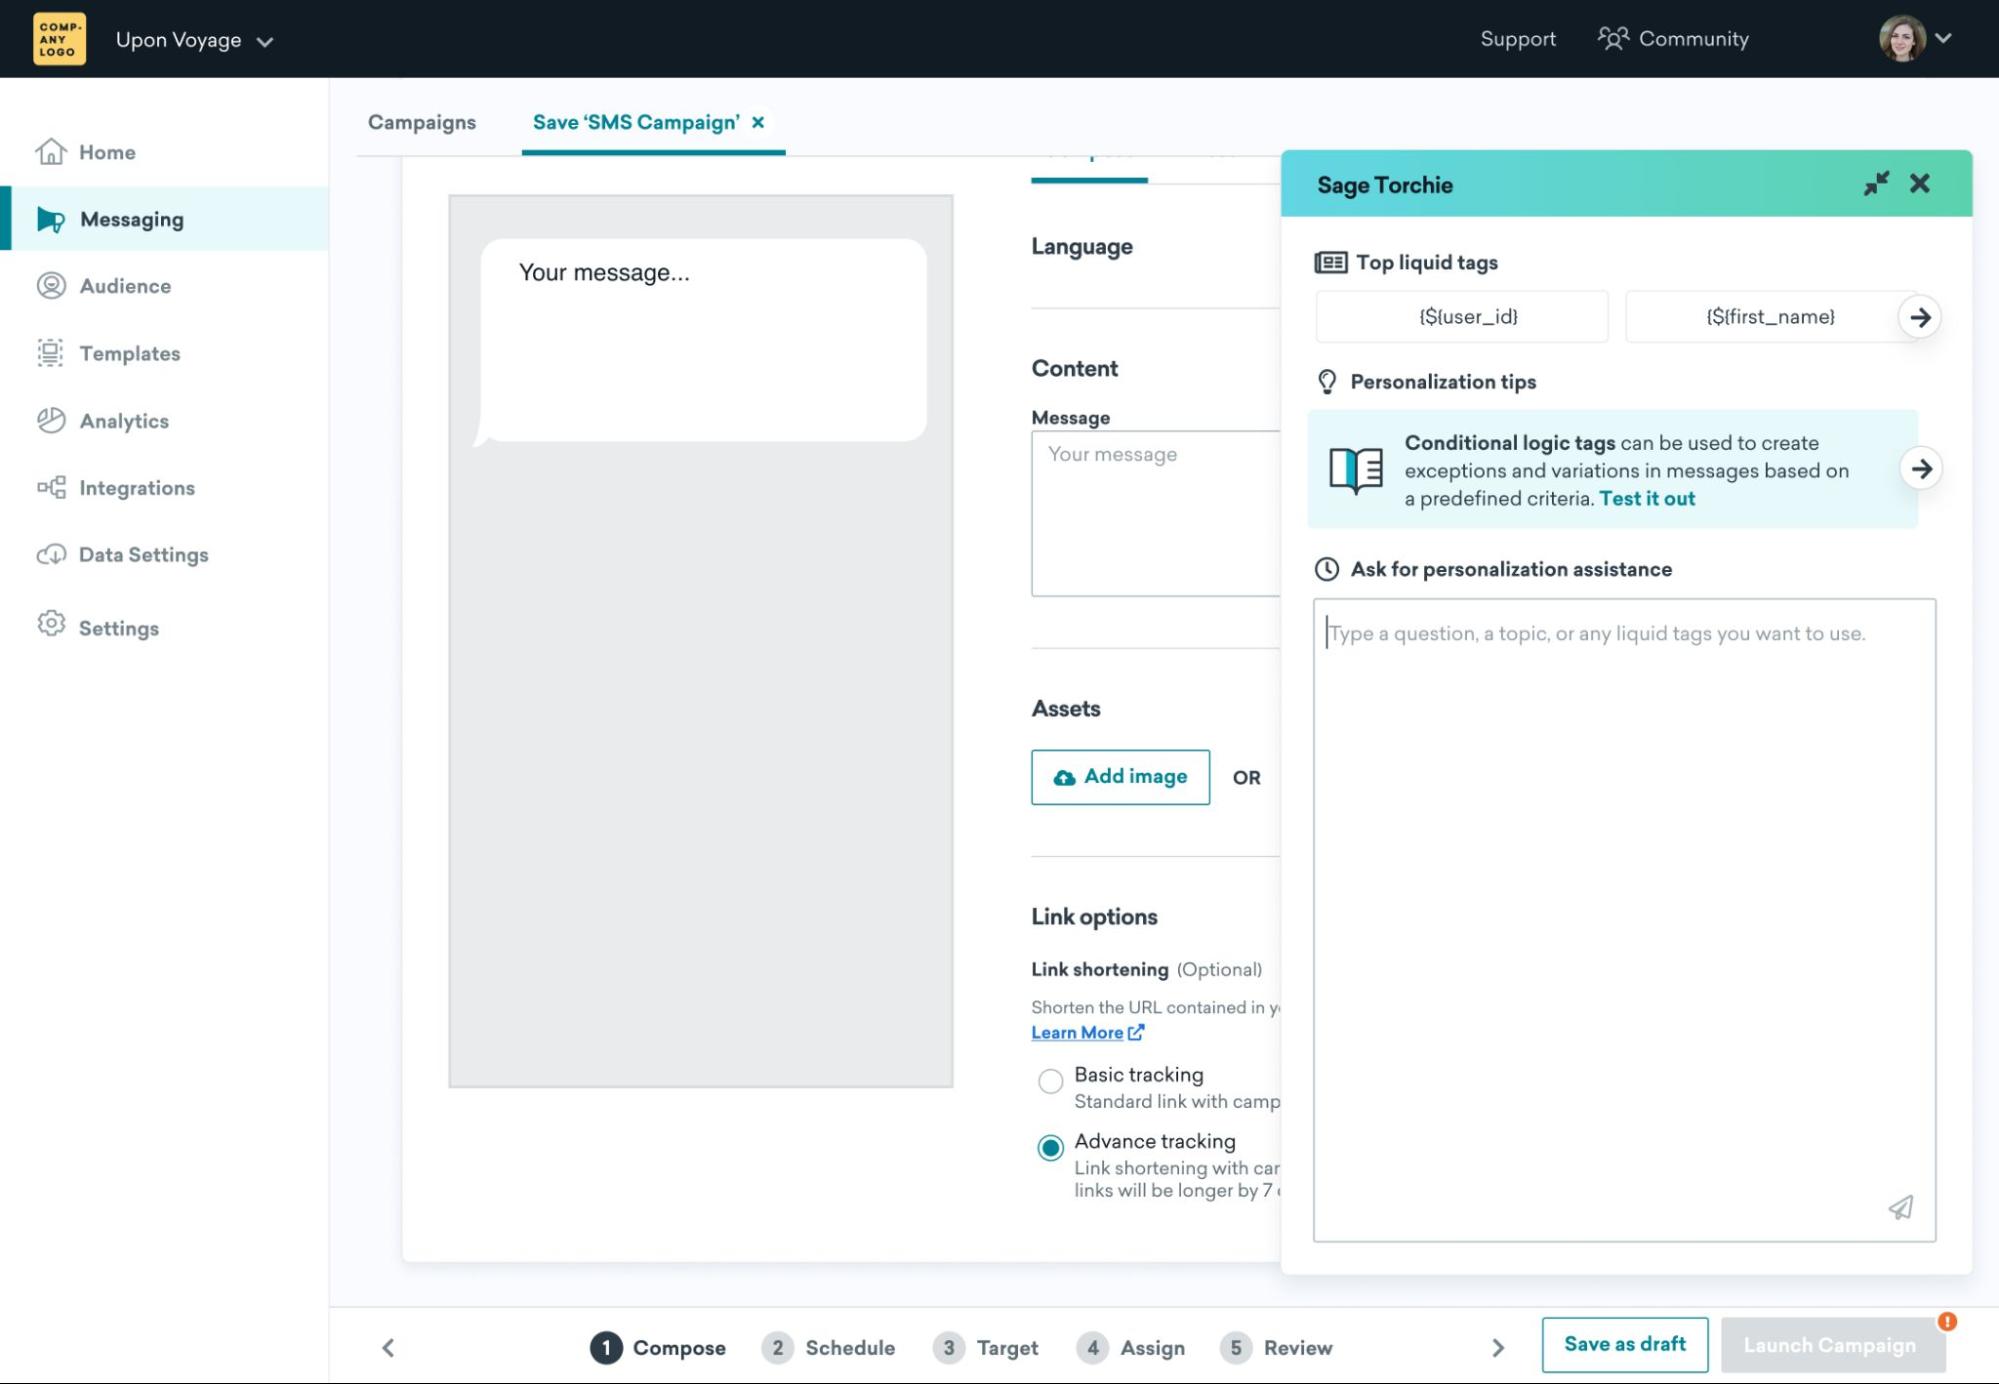 COMP-
ANY
LOGO
Upon Voyage
Support
Community
Home
Messaging
Audience
Templates
Analytics
Integrations
Data Settings
Settings
Campaigns
Save ‘SMS Campaign’
Your message...
Language
Content
Message
Your message
Assets
Add image
OR
Link options
Link shortening (Optional)
Shorten the URL contained in
Learn More
Basic tracking
Standard link with camp
Advance tracking
Link shortening with
links will be longer by 7
Sage Torchie
Top liquid tags
{${user_id}
{${first_name}
Personalization tips
Conditional logic tags can be used to create
exceptions and variations in messages based on
a predefined criteria. Test it out
Ask for personalization assistance
Type a question, a topic, or any liquid tags you want to use.
1 Compose
2 Schedule
3 Target
4 Assign
5 Review
Save as draft
Launch Campaign
!